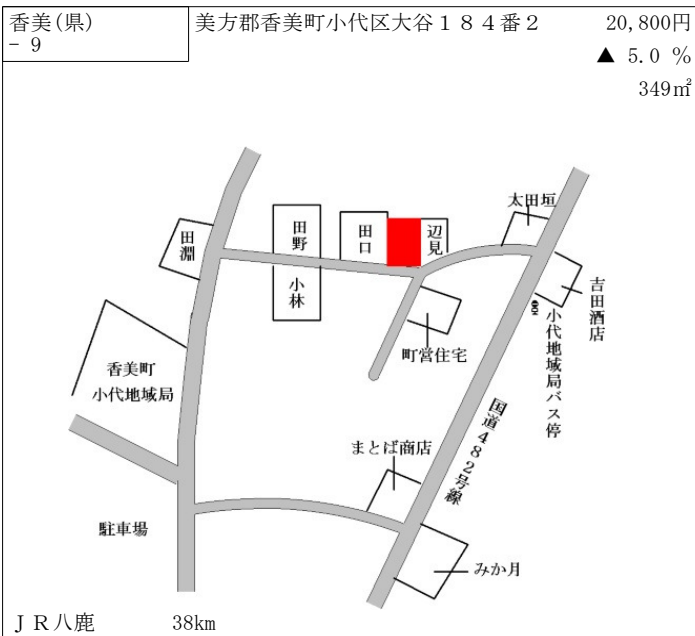 香美(県)
- 9
美方郡香美町小代区大谷184番2
20,800円
▲ 5.0 %
349㎡
太田垣
田野
田口
辺見
田淵
小林
吉田酒店
小代地域局バス停
町営住宅
香美町
小代地域局
国道482号線
まとば商店
駐車場
みか月
JR八鹿 38km